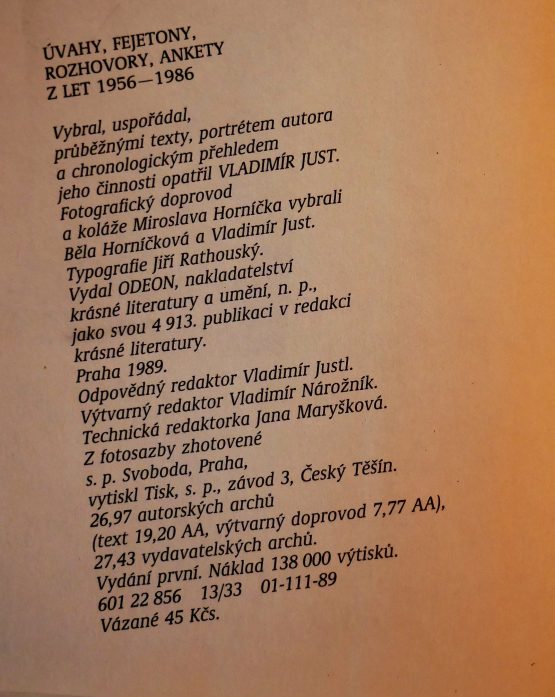 ÚVAHY, FEJETONY,
ROZHOVORY, ANKETY
Z LET 1956—1986
Vybral, uspořádal,
průběžnými texty, portrétem autora
a chronologickým přehledem
jeho činnosti opatřil VLADIMÍR JUST.
Fotografický doprovod
a koláže Miroslava Horníčka vybrali
Běla Horníčková a Vladimír Just.
Typografie Jiří Rathouský.
Vydal ODEON, nakladatelství
krásné literatury a umění, n. p.,
jako svou 4 913. publikaci v redakci
krásné literatury.
Praha 1989.
Odpovědný redaktor Vladimír Justl.
Výtvarný redaktor Vladimír Nárožník.
Technická redaktorka Jana Maryšková.
Z fotosazby zhotovené
s. p. Svoboda, Praha,
vytiskl Tisk, s. p., závod 3, Český Těšín.
26,97 autorských archů
(text 19,20 AA, výtvarný doprovod 7,77 AA),
27,43 vydavatelských archů.
Vydání první. Náklad 138 000 výtisků.
601 22 856 13/33 01-111-89
Vázané 45 Kčs.